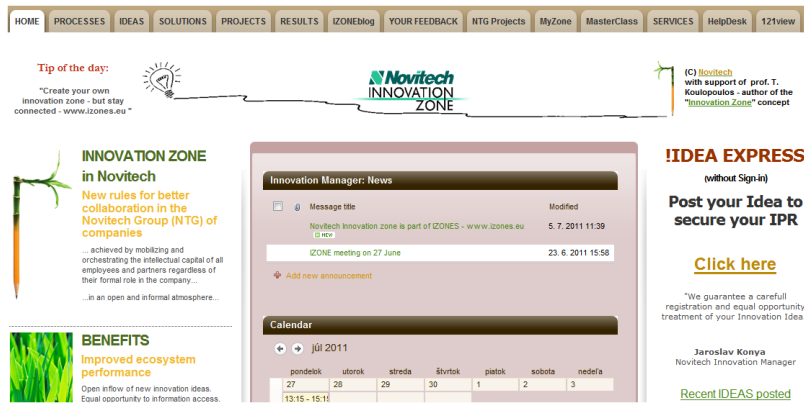 HOME PROCESSES IDEAS SOLUTIONS PROJECTS RESULTS IZONEblog YOUR FEEDBACK NTG Projects MyZone MasterClass SERVICES HelpDesk 121view
Tip of the day:
"Create your own
innovation zone - but stay
connected - www.izones.eu "
Novitech
INNOVATION
ZONE
(C) Novitech
with support of prof. T.
Koulopoulos - author of the
"Innovation Zone" concept
INNOVATION ZONE
in Novitech
New rules for better
collaboration in the
Novitech Group (NTG) of
companies
... achieved by mobilizing and
orchestrating the intellectual capital of all
employees and partners regardless of
their formal role in the company...
...in an open and informal atmosphere...
BENEFITS
Improved ecosystem
performance
Open inflow of new innovation ideas.
Equal opportunity to information access.
Innovation Manager: News
Message title Modified
Novitech Innovation zone is part of IZONES - www.izones.eu 5. 7. 2011 11:39
NEW
IZONE meeting on 27 June 23. 6. 2011 15:58
Add new announcement
Calendar
júl 2011
pondelok utorok streda štvrtok piatok sobota nedeľa
27 28 29 30 1 2 3
13:15 - 15:15
!IDEA EXPRESS
(without Sign-in)
Post your Idea to
secure your IPR
Click here
"We guarantee a carefull
registration and equal opportunity
treatment of your Innovation Idea
Jaroslav Konya
Novitech Innovation Manager
Recent IDEAS posted